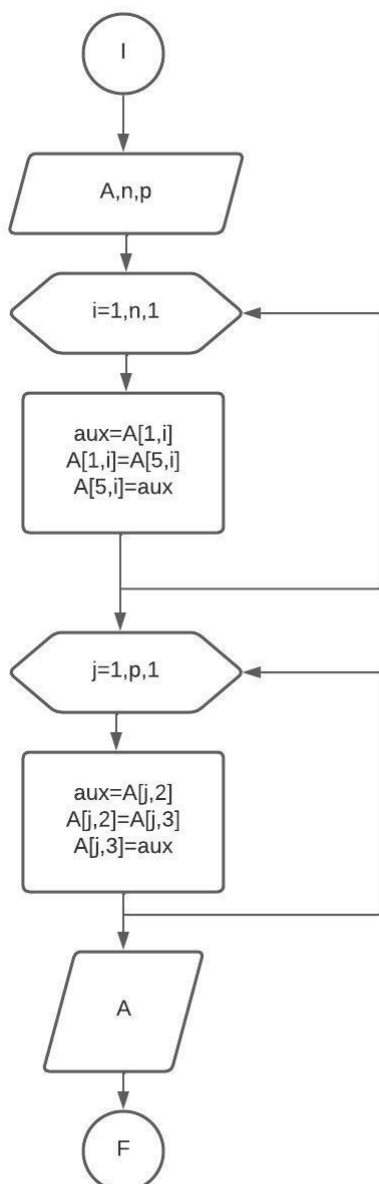 I
A,n,p
i=1,n,1
aux=A[1,i]
A[1,i]=A[5,i]
A[5,i]=aux
j=1,p,1
aux=A[j,2]
A[j,2]=A[j,3]
A[j,3]=aux
A
F